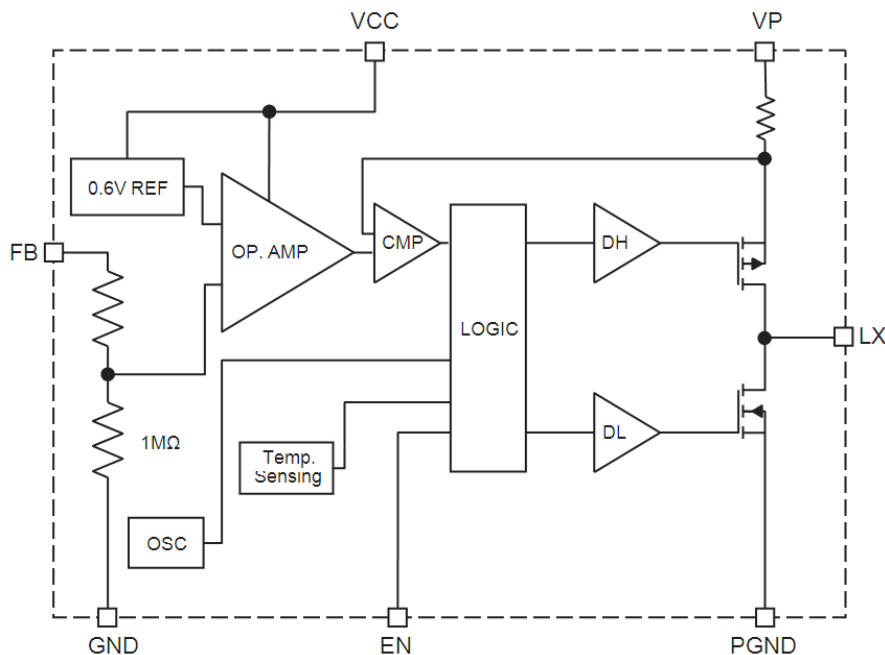 VCC
VP
0.6V REF
FB
OP. AMP
CMP
DH
LOGIC
LX
1MΩ
Temp.
Sensing
DL
OSC
GND
EN
PGND